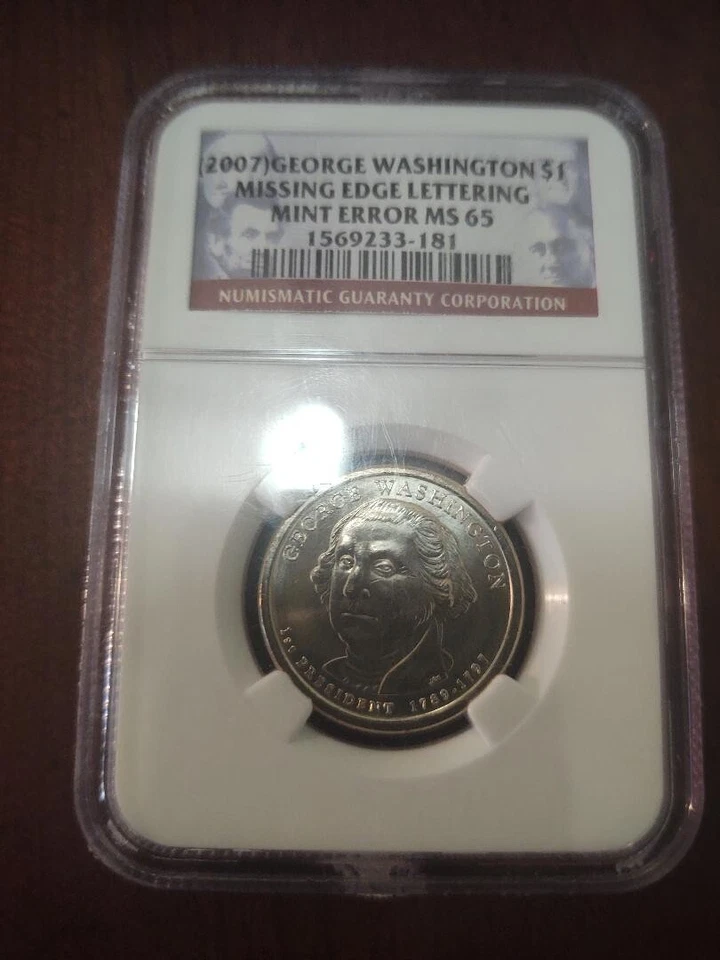 (2007)GEORGE WASHINGTON $1
MISSING EDGE LETTERING
MINT ERROR MS 65
1569233-181
NUMISMATIC GUARANTY CORPORATION
GEORGE WASHINGTON
1st PRESIDENT 1789-1797